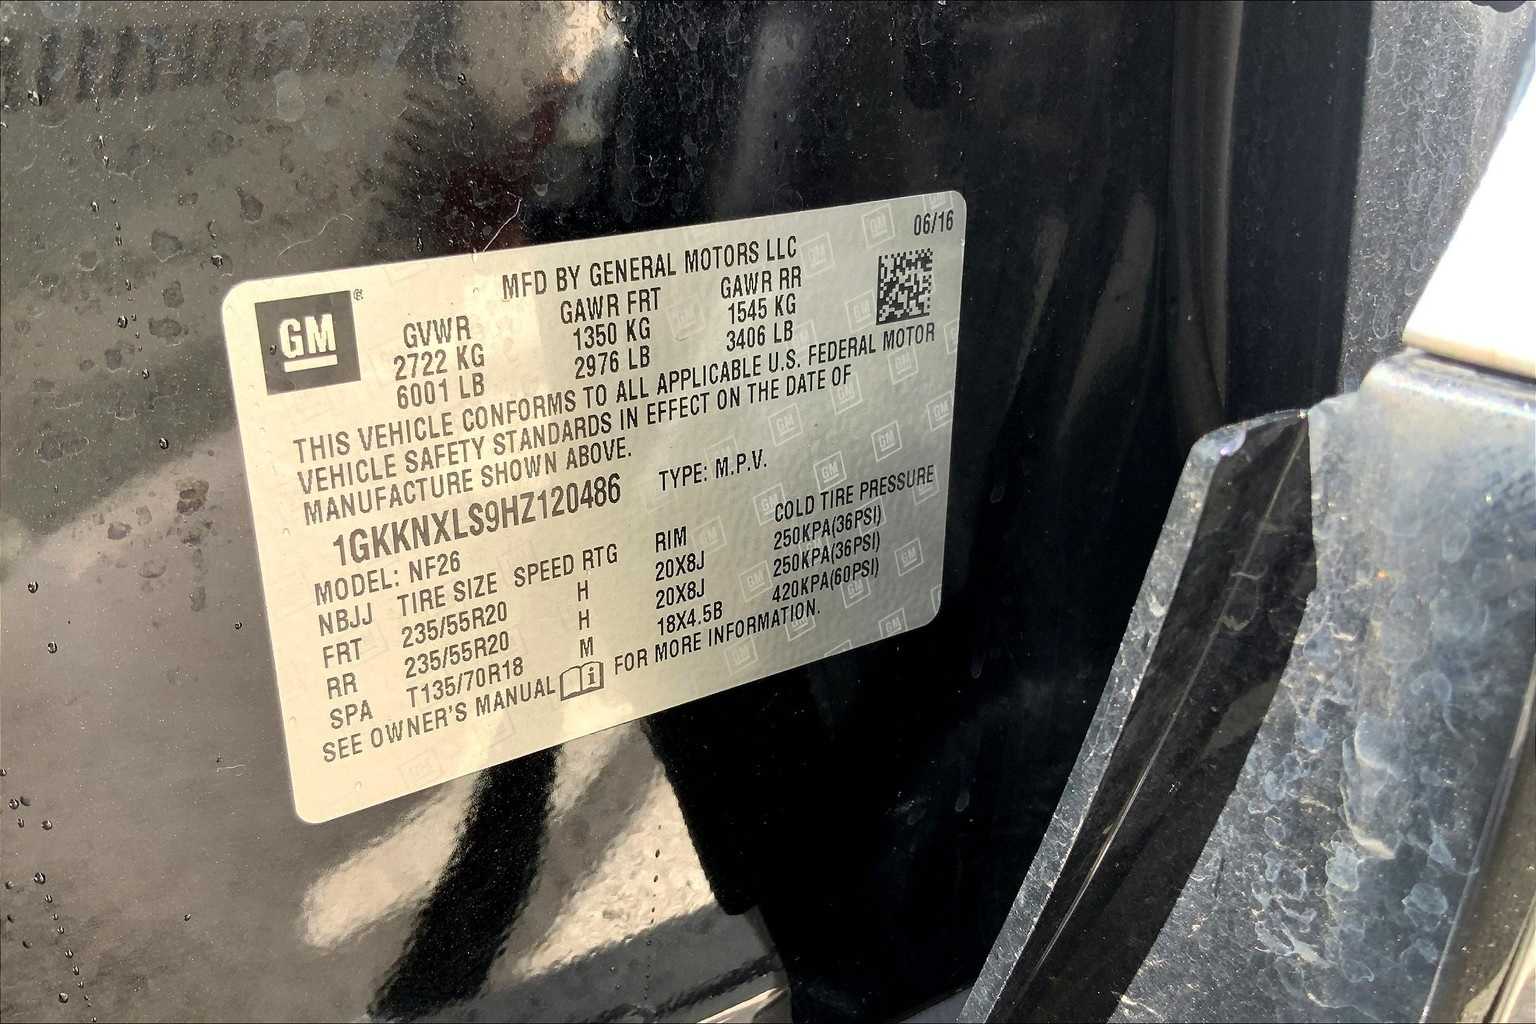 GM ®
06/16
MFD BY GENERAL MOTORS LLC
GVWR GAWR FRT GAWR RR
2722 KG 1350 KG 1545 KG
6001 LB 2976 LB 3406 LB
THIS VEHICLE CONFORMS TO ALL APPLICABLE U.S. FEDERAL MOTOR
VEHICLE SAFETY STANDARDS IN EFFECT ON THE DATE OF
MANUFACTURE SHOWN ABOVE.
1GKKNXLS9HZ120486 TYPE: M.P.V.
MODEL: NF26
NBJJ TIRE SIZE SPEED RTG RIM COLD TIRE PRESSURE
FRT 235/55R20 H 20X8J 250KPA(36PSI)
RR 235/55R20 H 20X8J 250KPA(36PSI)
SPA T135/70R18 M 18X4.5B 420KPA(60PSI)
SEE OWNER'S MANUAL FOR MORE INFORMATION.